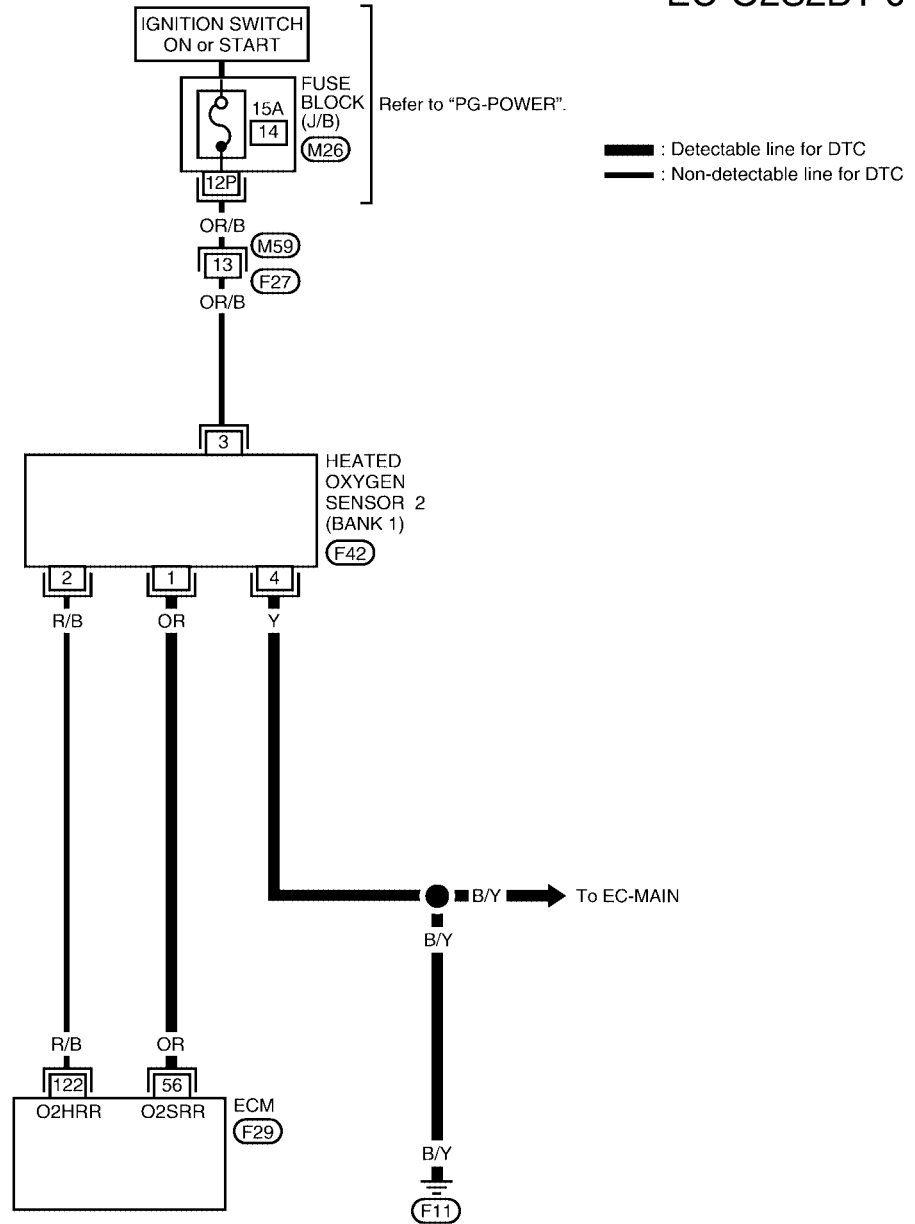 IGNITION SWITCH
ON or START
FUSE
BLOCK
(J/B)
M26
15A
14
12P
Refer to “PG-POWER”.
: Detectable line for DTC
: Non-detectable line for DTC
OR/B
M59
13
F27
OR/B
3
HEATED
OXYGEN
SENSOR 2
(BANK 1)
F42
2
1
4
R/B
OR
Y
B/Y
To EC-MAIN
B/Y
R/B
OR
122
56
O2HRR
O2SRR
ECM
F29
B/Y
F11